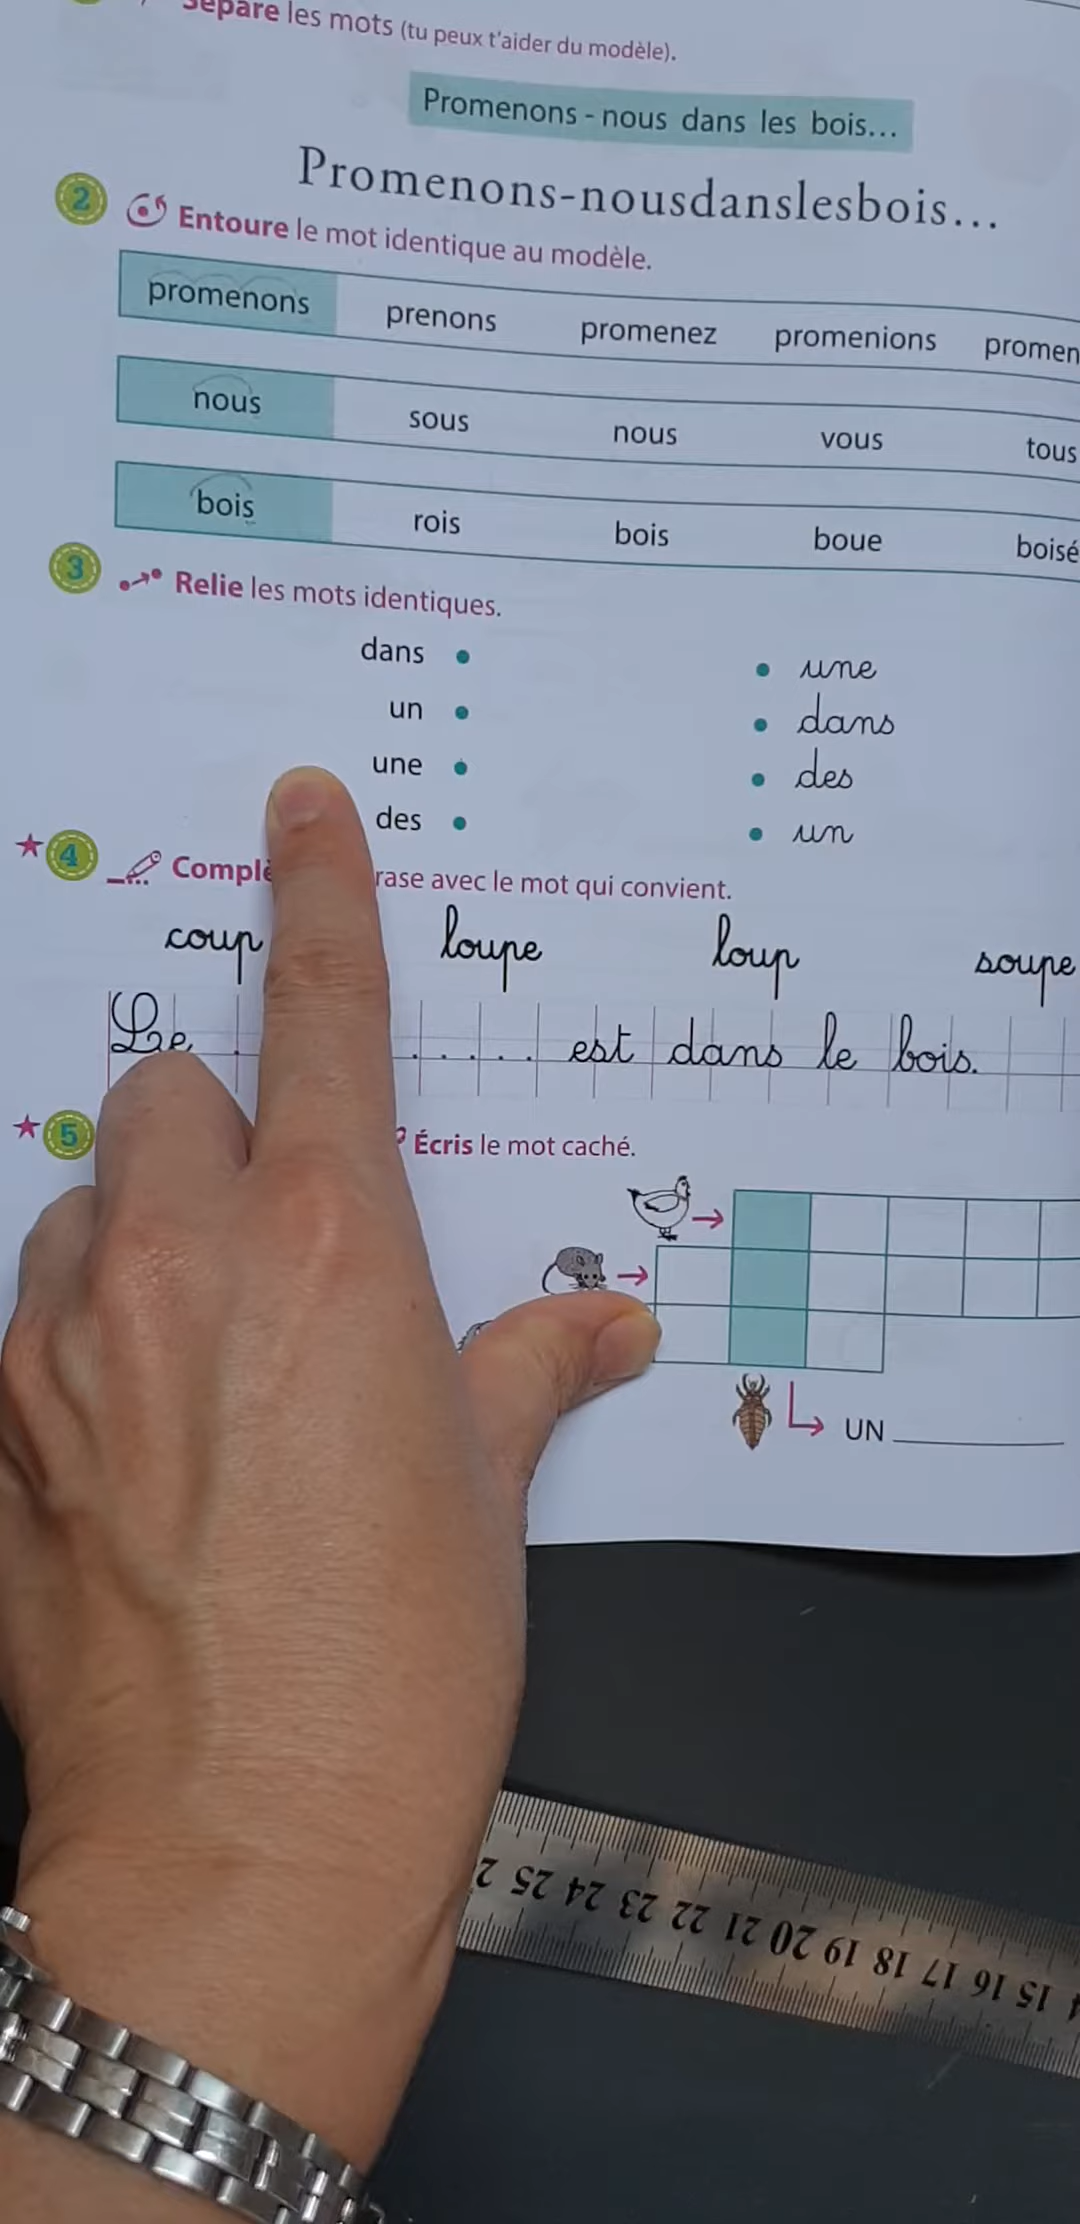 Sépare les mots (tu peux t'aider du modèle).
Promenons - nous dans les bois...
Promenons-nousdanslesbois...
2 Entoure le mot identique au modèle.
promenons prenons promenez promenions promen
nous sous nous vous tous
bois rois bois boue boisé
3 Relie les mots identiques.
dans une
un dans
une des
des un
4 Complè rase avec le mot qui convient.
coup loupe loup soupe
Le ..... est dans le bois.
5 ? Écris le mot caché.
UN
2 25 24 23 22 21 20 19 18 17 16 15